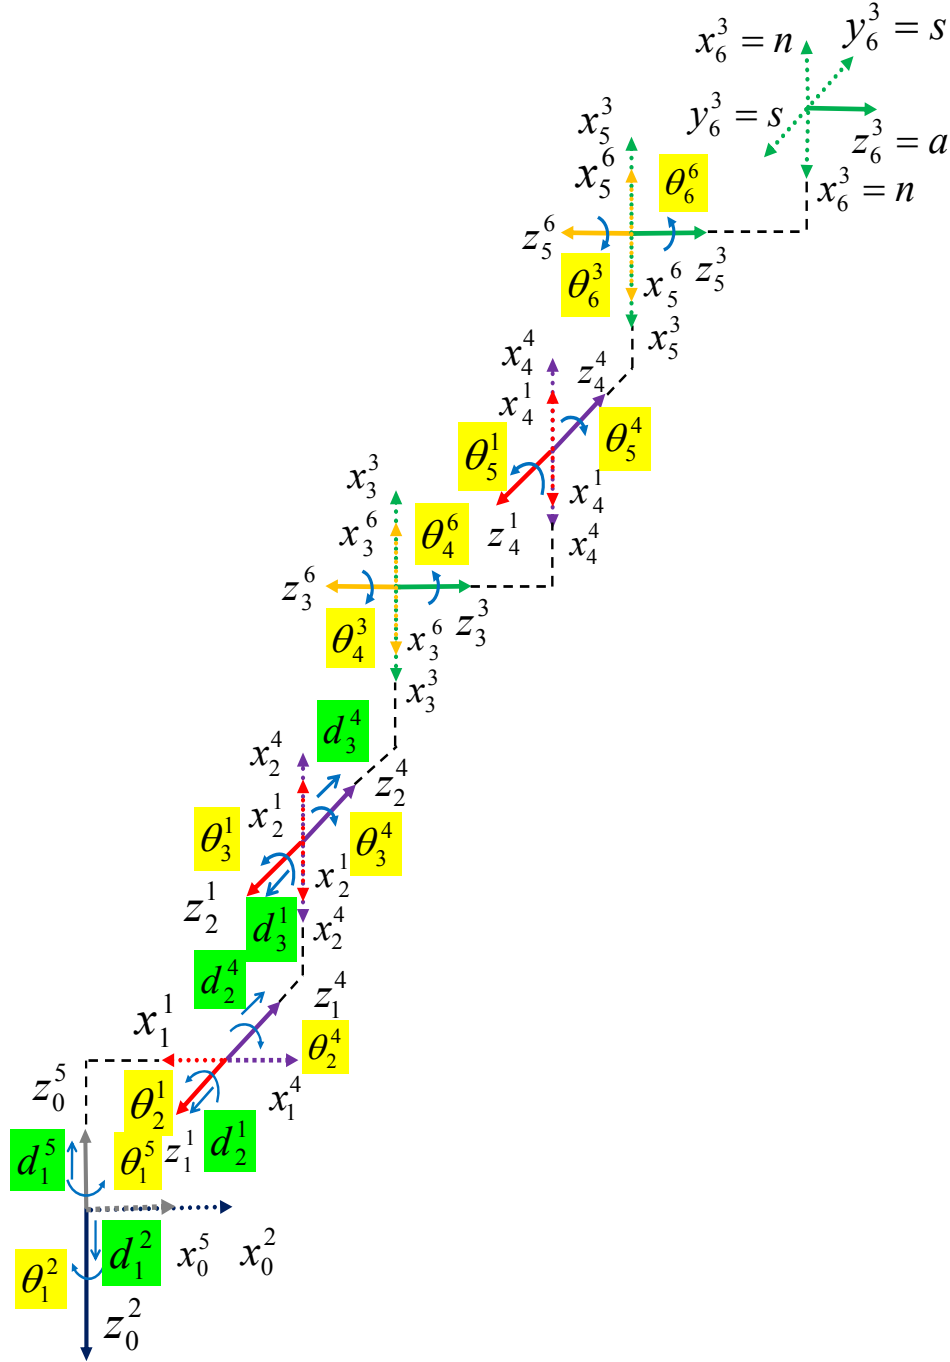 y_6^3 = s
x_6^3 = n
y_6^3 = s
z_6^3 = a
x_6^3 = n
x_5^3
x_5^6
θ_6^6
z_5^6
z_5^3
θ_6^3
x_5^6
x_5^3
x_4^4
z_4^4
x_4^1
θ_5^1
θ_5^4
x_4^1
z_4^1
x_4^4
x_3^3
x_3^6
θ_4^6
z_3^6
z_3^3
θ_4^3
x_3^6
x_3^3
d_3^4
x_2^4
z_2^4
x_2^1
θ_3^1
θ_3^4
x_2^1
z_2^1
d_3^1
x_2^4
d_2^4
z_1^4
x_1^1
θ_2^4
z_0^5
θ_2^1
x_1^4
d_1^5
θ_1^5
z_1^1
d_2^1
θ_1^2
d_1^2
x_0^5
x_0^2
z_0^2